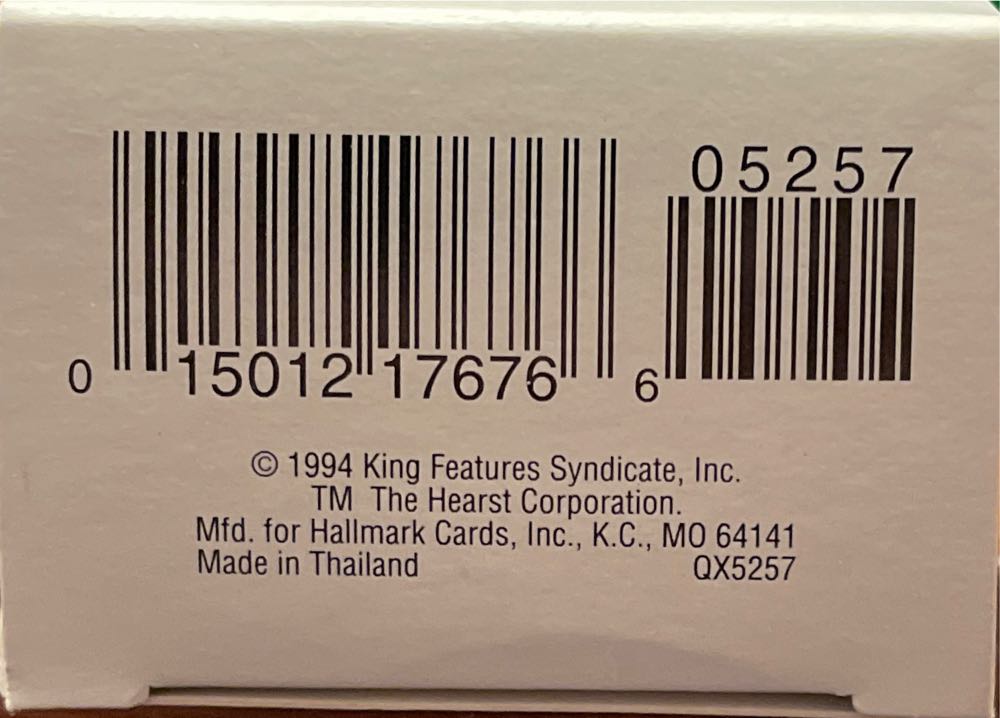 05257
0 15012 17676 6
© 1994 King Features Syndicate, Inc.
TM The Hearst Corporation.
Mfd. for Hallmark Cards, Inc., K.C., MO 64141
Made in Thailand QX5257